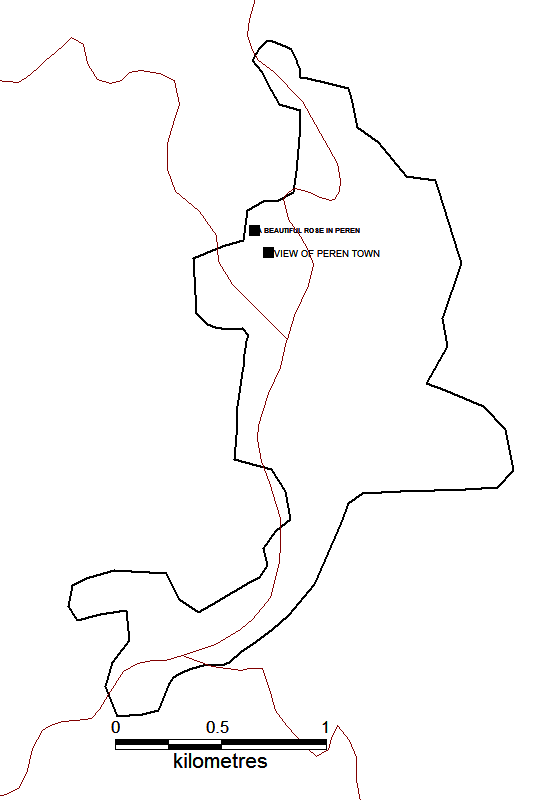 A BEAUTIFUL ROSE IN PEREN
VIEW OF PEREN TOWN
0 0.5 1
kilometres